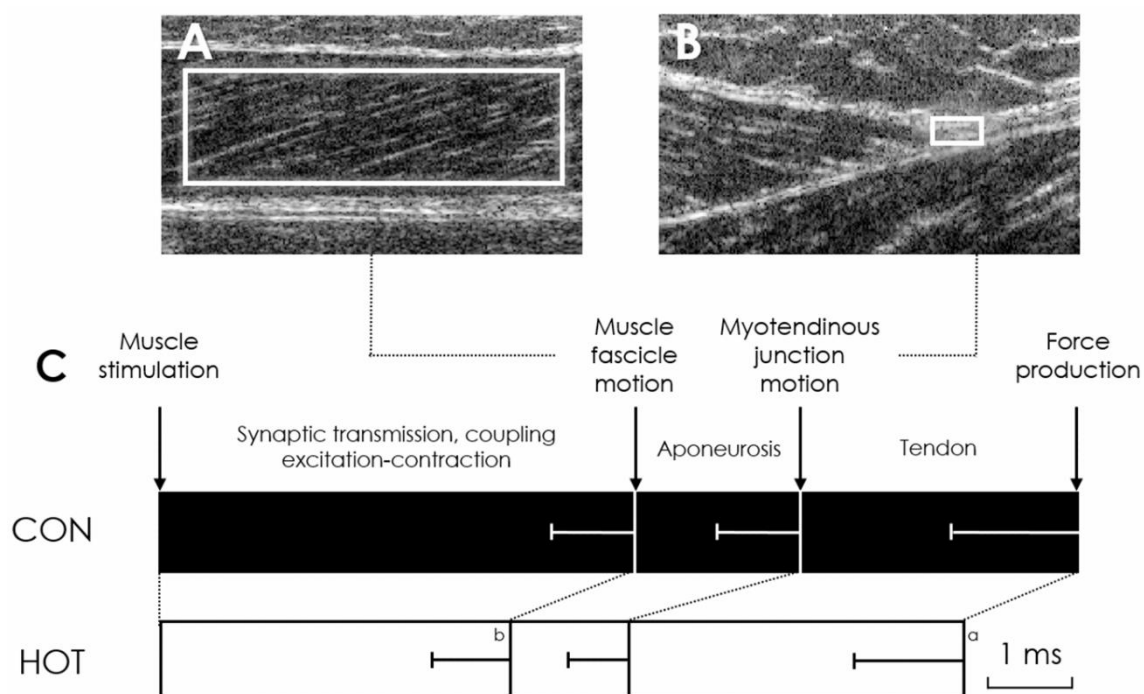 A
B
C
Muscle
stimulation
Muscle
fascicle
motion
Myotendinous
junction
motion
Force
production
Synaptic transmission, coupling
excitation-contraction
Aponeurosis
Tendon
CON
HOT
b
a
1 ms